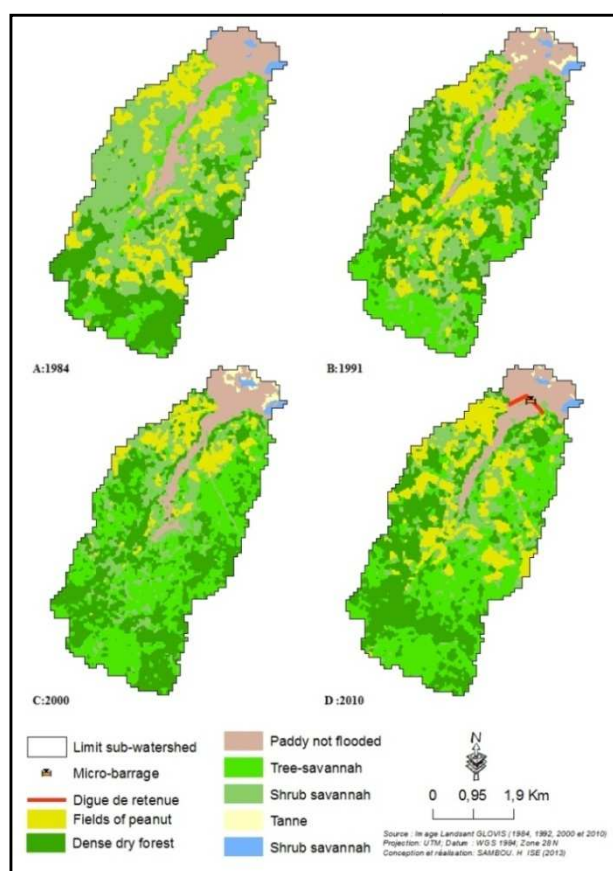 A:1984
B:1991
C:2000
D :2010
Limit sub-watershed
Micro-barrage
Digue de retenue
Fields of peanut
Dense dry forest
Paddy not flooded
Tree-savannah
Shrub savannah
Tanne
Shrub savannah
N
0 0,95 1,9 Km
Source : Image Landsant GLOVIS (1984, 1992, 2000 et 2010)
Projection: UTM; Datum : WGS 1984; Zone 28 N
Conception et réalisation: SAMBOU. H ISE (2013)